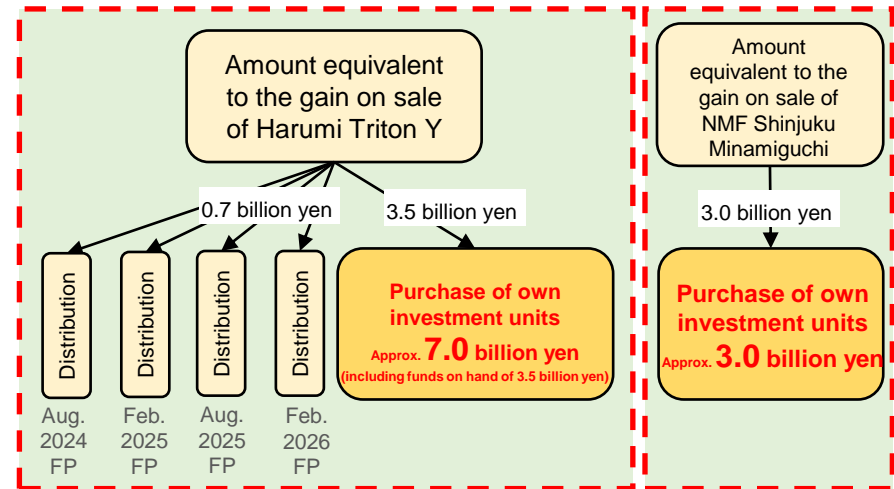 Amount equivalent
to the gain on sale
of Harumi Triton Y
0.7 billion yen
3.5 billion yen
Distribution
Distribution
Distribution
Distribution
Purchase of own
investment units
Approx. 7.0 billion yen
(including funds on hand of 3.5 billion yen)
Aug.
2024
FP
Feb.
2025
FP
Aug.
2025
FP
Feb.
2026
FP
Amount
equivalent to the
gain on sale of
NMF Shinjuku
Minamiguchi
3.0 billion yen
Purchase of own
investment units
Approx. 3.0 billion yen